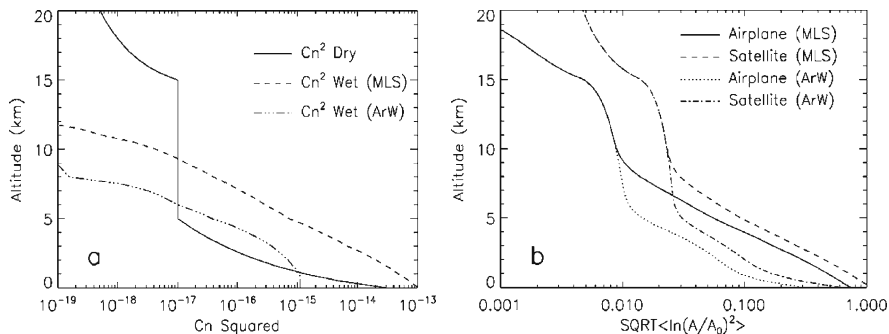 20
15
10
5
0
Altitude (km)
Cn² Dry
Cn² Wet (MLS)
Cn² Wet (ArW)
a
10⁻¹⁹
10⁻¹⁸
10⁻¹⁷
10⁻¹⁶
10⁻¹⁵
10⁻¹⁴
10⁻¹³
Cn Squared
20
15
10
5
0
Altitude (km)
Airplane (MLS)
Satellite (MLS)
Airplane (ArW)
Satellite (ArW)
b
0.001
0.010
0.100
1.000
SQRT<ln(A/A₀)²>